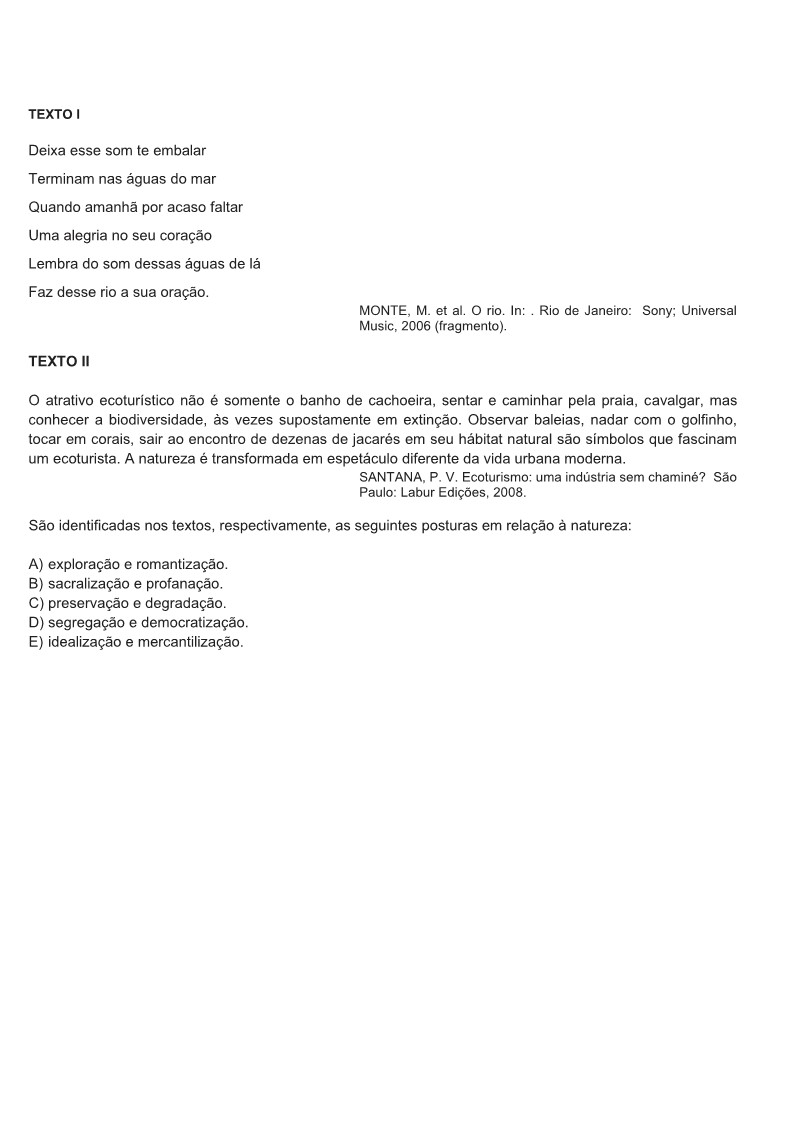 TEXTO I
Deixa esse som te embalar
Terminam nas águas do mar
Quando amanhã por acaso faltar
Uma alegria no seu coração
Lembra do som dessas águas de lá
Faz desse rio a sua oração.
MONTE, M. et al. O rio. In: . Rio de Janeiro: Sony; Universal
Music, 2006 (fragmento).
TEXTO II
O atrativo ecoturístico não é somente o banho de cachoeira, sentar e caminhar pela praia, cavalgar, mas
conhecer a biodiversidade, às vezes supostamente em extinção. Observar baleias, nadar com o golfinho,
tocar em corais, sair ao encontro de dezenas de jacarés em seu hábitat natural são símbolos que fascinam
um ecoturista. A natureza é transformada em espetáculo diferente da vida urbana moderna.
SANTANA, P. V. Ecoturismo: uma indústria sem chaminé? São
Paulo: Labur Edições, 2008.
São identificadas nos textos, respectivamente, as seguintes posturas em relação à natureza:
A) exploração e romantização.
B) sacralização e profanação.
C) preservação e degradação.
D) segregação e democratização.
E) idealização e mercantilização.